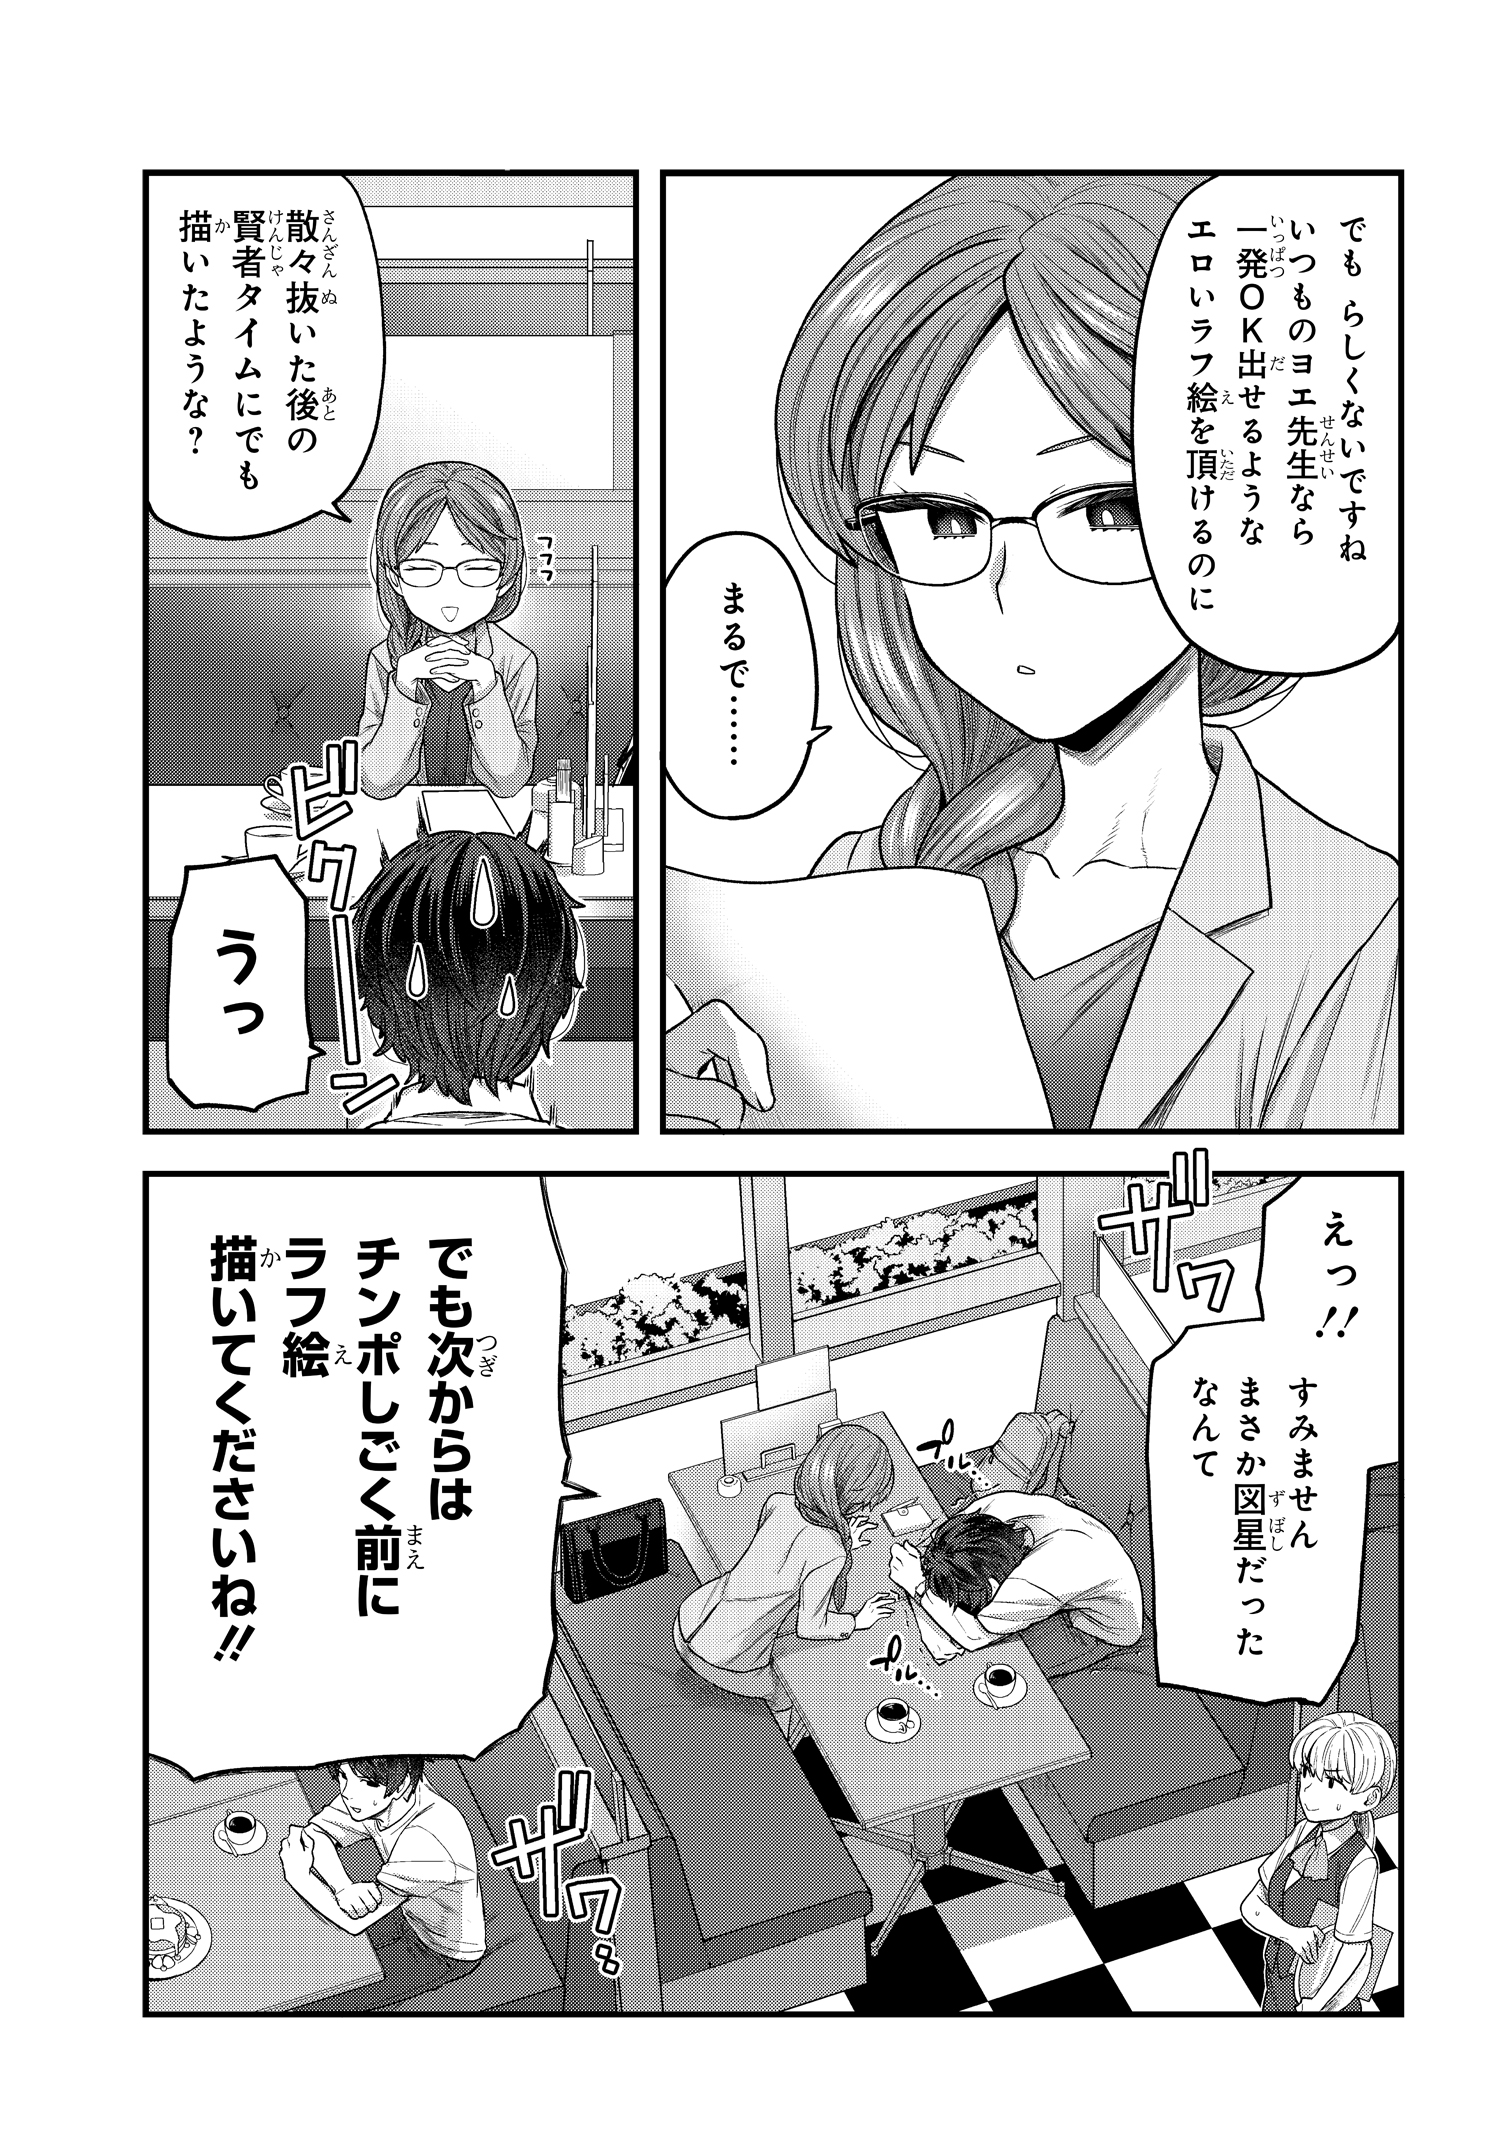 でも らしくないですね
いつものヨエ先生なら
一発OK出せるような
エロいラフ絵を頂けるのに
まるで……
散々抜いた後の
賢者タイムにでも
描いたような?
フフフ
ビクーン
うっ
えっ!!
すみません
まさか図星だった
なんて
ザワ
プル…
プル…
でも次からは
チンポしごく前に
ラフ絵
描いてくださいね!!
ザワ